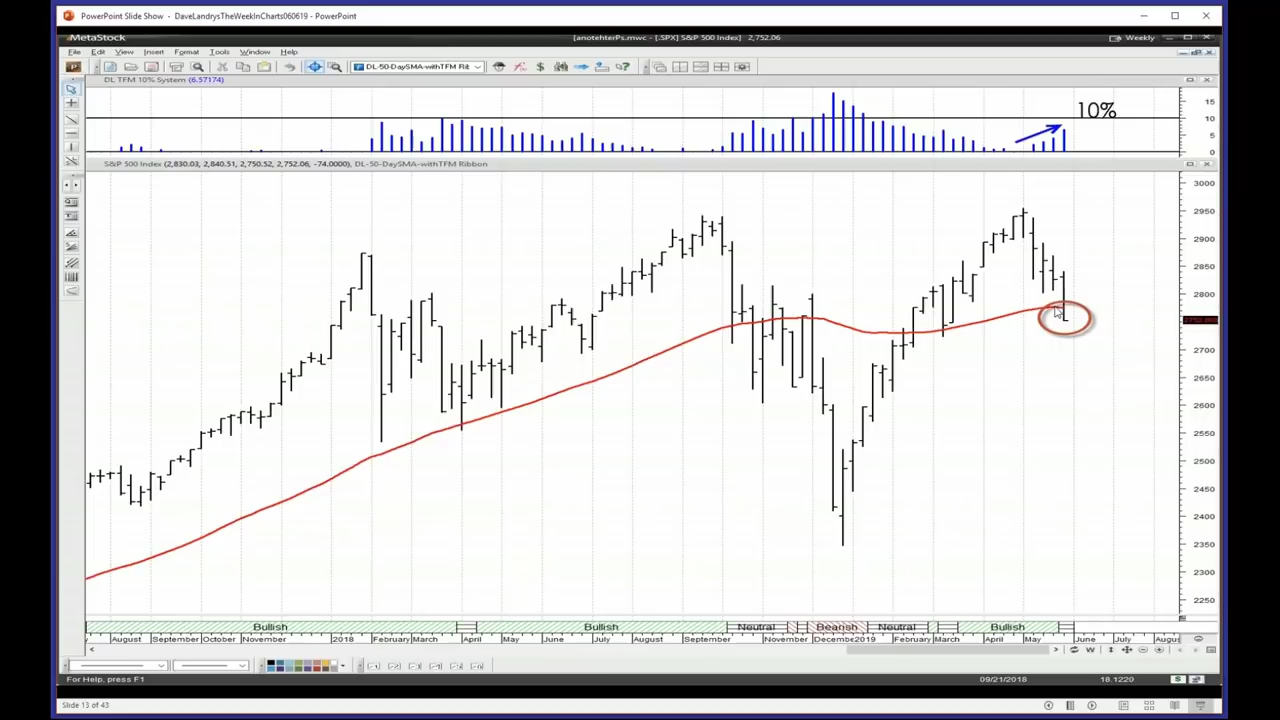 PowerPoint Slide Show - DaveLandrysTheWeekInCharts060619 - PowerPoint
MetaStock
[anotehterPs.mwc - [.SPX] S&P 500 Index] 2,752.06
Weekly
File Edit View Insert Format Tools Window Help
DL-50-DaySMA-withTFM Rib
DL TFM 10% System (6.57174)
10%
15
10
5
0
S&P 500 Index (2,830.03, 2,840.51, 2,750.52, 2,752.06, -74.0000), DL-50-DaySMA-withTFM Ribbon
3000
2950
2900
2850
2800
2700
2650
2600
2550
2500
2450
2400
2350
2300
2250
Bullish Bullish Neutral Bearish Neutral Bullish
August September October November 2018 February March April May June July August September November December 2019 February March April May June July Augus
For Help, press F1
09/21/2018
18.1220
Slide 13 of 43